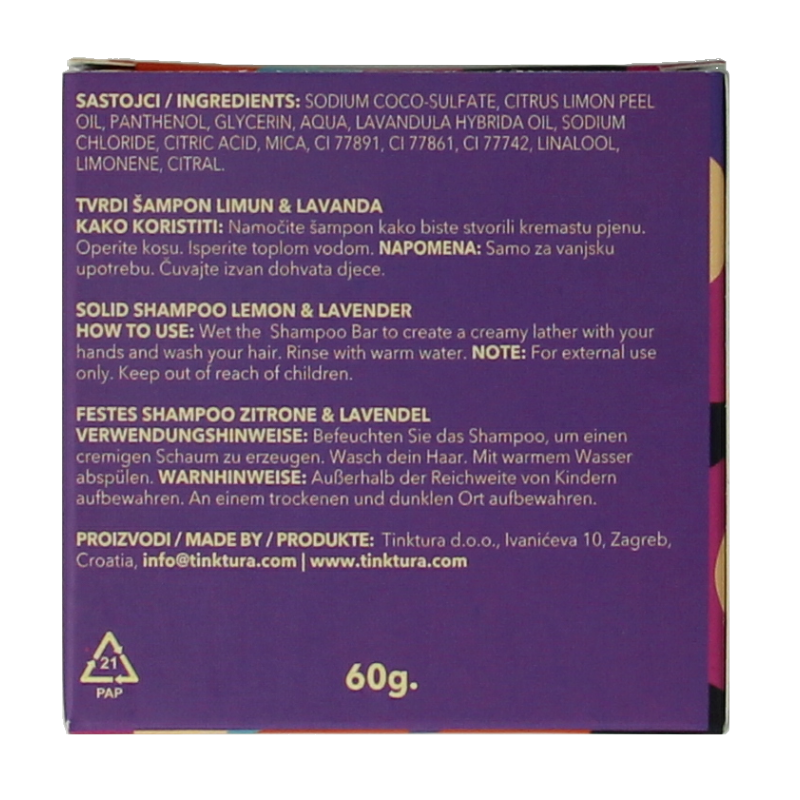 SASTOJCI / INGREDIENTS: SODIUM COCO-SULFATE, CITRUS LIMON PEEL
OIL, PANTHENOL, GLYCERIN, AQUA, LAVANDULA HYBRIDA OIL, SODIUM
CHLORIDE, CITRIC ACID, MICA, CI 77891, CI 77861, CI 77742, LINALOOL,
LIMONENE, CITRAL.
TVRDI ŠAMPON LIMUN & LAVANDA
KAKO KORISTITI: Namočite šampon kako biste stvorili kremastu pjenu.
Operite kosu. Isperite toplom vodom. NAPOMENA: Samo za vanjsku
upotrebu. Čuvajte izvan dohvata djece.
SOLID SHAMPOO LEMON & LAVENDER
HOW TO USE: Wet the Shampoo Bar to create a creamy lather with your
hands and wash your hair. Rinse with warm water. NOTE: For external use
only. Keep out of reach of children.
FESTES SHAMPOO ZITRONE & LAVENDEL
VERWENDUNGSHINWEISE: Befeuchten Sie das Shampoo, um einen
cremigen Schaum zu erzeugen. Wasch dein Haar. Mit warmem Wasser
abspülen. WARNHINWEISE: Außerhalb der Reichweite von Kindern
aufbewahren. An einem trockenen und dunklen Ort aufbewahren.
PROIZVODI / MADE BY / PRODUKTE: Tinktura d.o.o., Ivanićeva 10, Zagreb,
Croatia, info@tinktura.com | www.tinktura.com
21
PAP
60g.